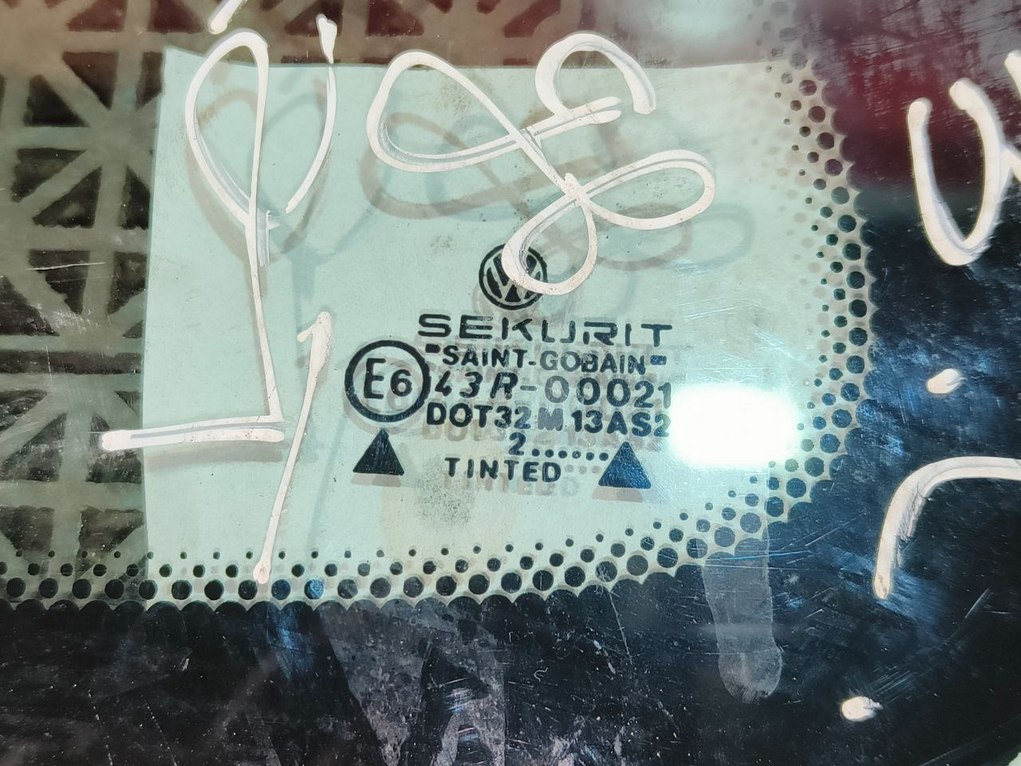 SEKURIT
"SAINT-GOBAIN"
E6 43R-00021
DOT32 M 13AS2
2......
TINTED